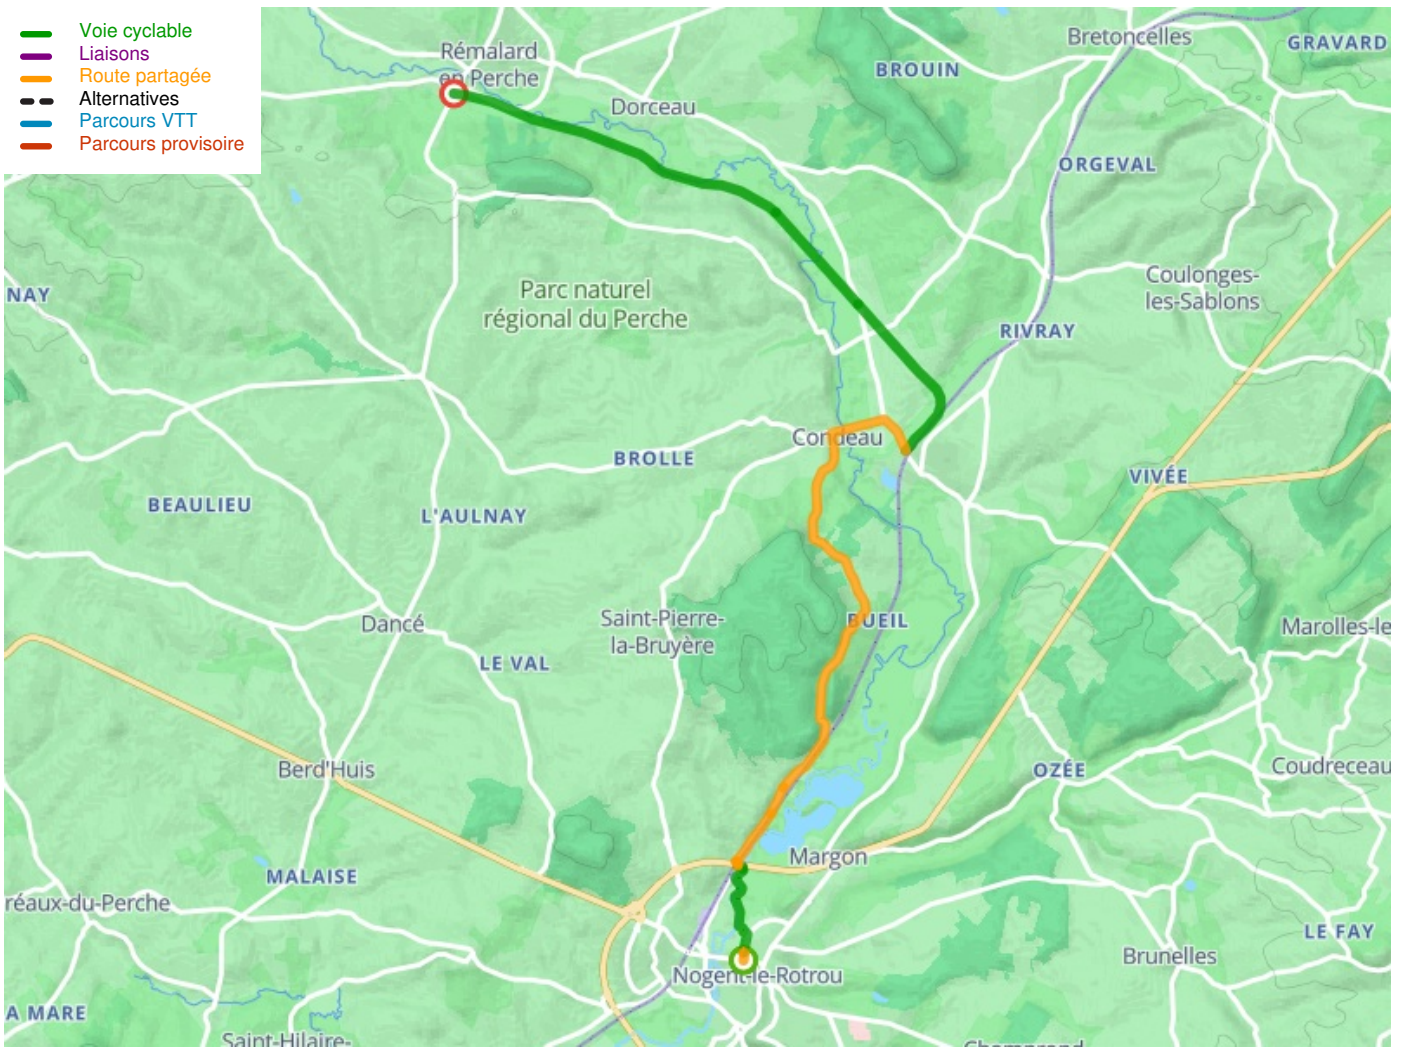 Voie cyclable
Liaisons
Route partagée
Alternatives
Parcours VTT
Parcours provisoire
Rémalard
en Perche
Dorceau
BROUIN
Bretoncelles
GRAVARD
ORGEVAL
Coulonges-
les-Sablons
NAY
Parc naturel
régional du Perche
RIVRAY
Condeau
BROLLE
VIVÉE
BEAULIEU
L'AULNAY
Dancé
Saint-Pierre-
la-Bruyère
BUEIL
Marolles-le
LE VAL
Berd'Huis
OZÉE
Coudreceau
Margon
MALAISE
réaux-du-Perche
LE FAY
Brunelles
Nogent-le-Rotrou
A MARE
Saint-Hilaire-
Champrond